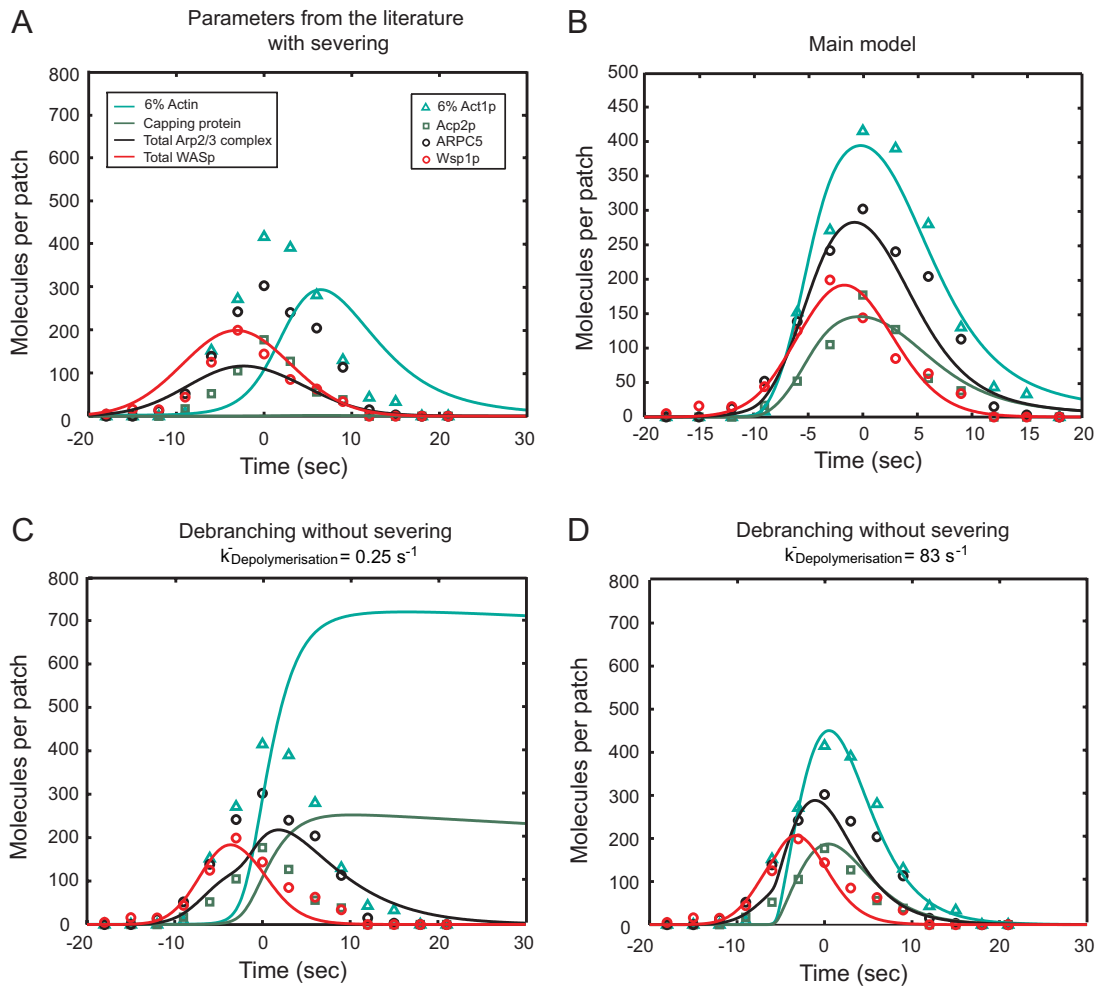 A
Parameters from the literature
with severing
Molecules per patch
800
700
600
500
400
300
200
100
0
6% Actin
Capping protein
Total Arp2/3 complex
Total WASp
6% Act1p
Acp2p
ARPC5
Wsp1p
-20 -10 0 10 20 30
Time (sec)
B
Main model
Molecules per patch
500
450
400
350
300
250
200
150
100
50
0
-20 -15 -10 -5 0 5 10 15 20
Time (sec)
C
Debranching without severing
k⁻Depolymerisation = 0.25 s⁻¹
Molecules per patch
800
700
600
500
400
300
200
100
0
-20 -10 0 10 20 30
Time (sec)
D
Debranching without severing
k⁻Depolymerisation = 83 s⁻¹
Molecules per patch
800
700
600
500
400
300
200
100
0
-20 -10 0 10 20 30
Time (sec)